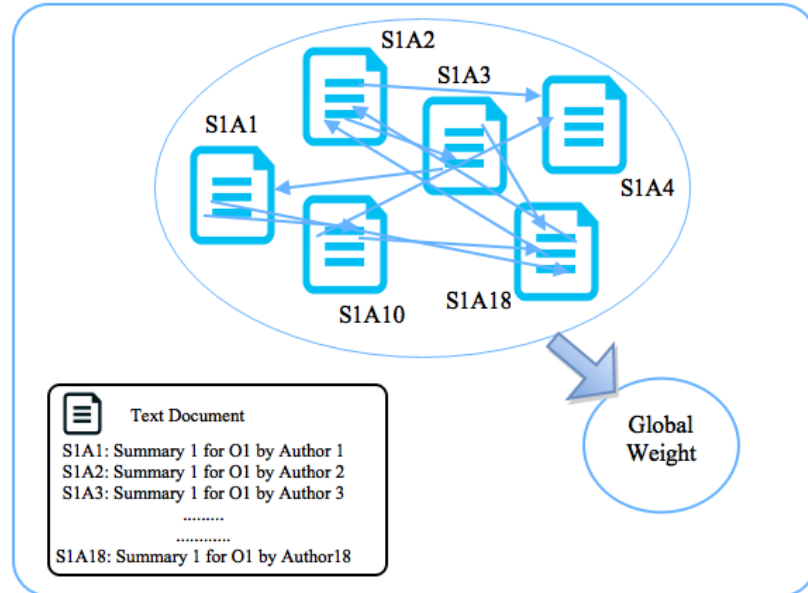 S1A2
S1A3
S1A1
S1A4
S1A10
S1A18
Global
Weight
Text Document
S1A1: Summary 1 for O1 by Author 1
S1A2: Summary 1 for O1 by Author 2
S1A3: Summary 1 for O1 by Author 3
.........
............
S1A18: Summary 1 for O1 by Author18